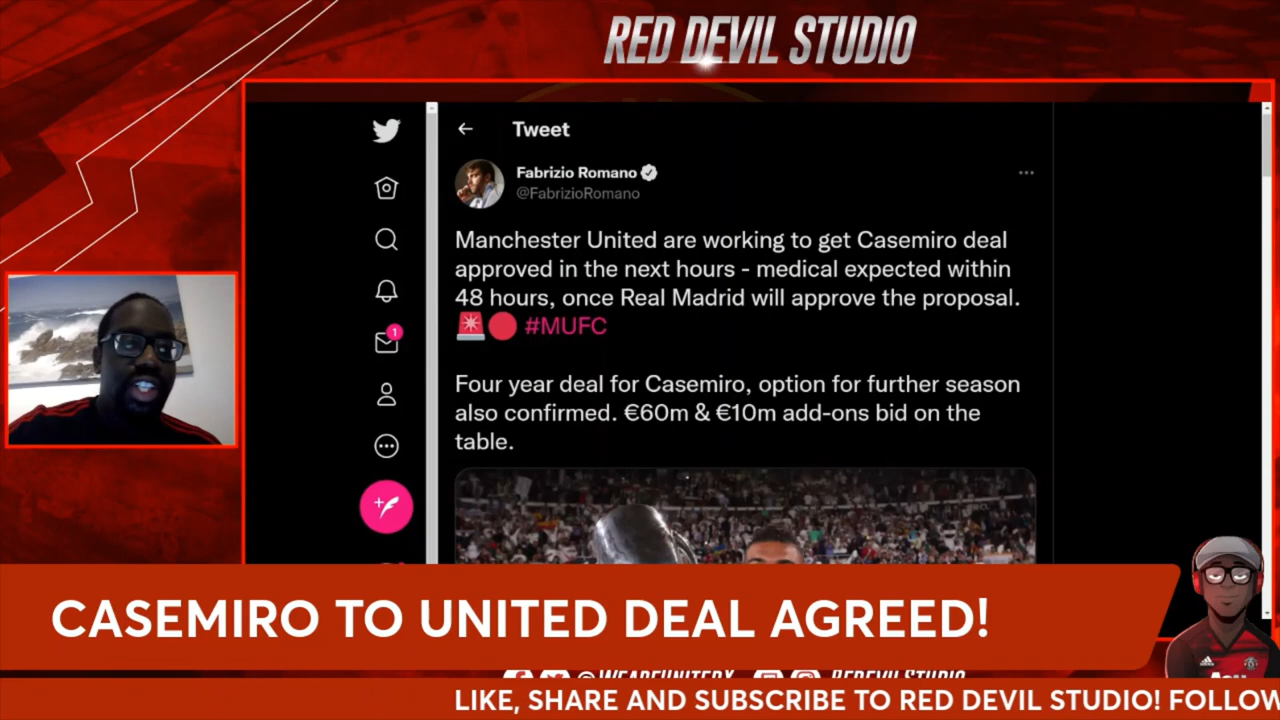 RED DEVIL STUDIO
Tweet
Fabrizio Romano
@FabrizioRomano
Manchester United are working to get Casemiro deal
approved in the next hours - medical expected within
48 hours, once Real Madrid will approve the proposal.
🚨🔴 #MUFC
1
Four year deal for Casemiro, option for further season
also confirmed. €60m & €10m add-ons bid on the
table.
CASEMIRO TO UNITED DEAL AGREED!
REDEVIL STUDIO
LIKE, SHARE AND SUBSCRIBE TO RED DEVIL STUDIO! FOLLOW